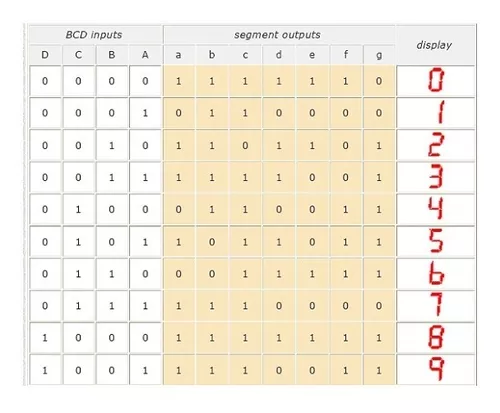 BCD inputs segment outputs display
D C B A a b c d e f g
0 0 0 0 1 1 1 1 1 1 0 0
0 0 0 1 0 1 1 0 0 0 0 1
0 0 1 0 1 1 0 1 1 0 1 2
0 0 1 1 1 1 1 1 0 0 1 3
0 1 0 0 0 1 1 0 0 1 1 4
0 1 0 1 1 0 1 1 0 1 1 5
0 1 1 0 0 0 1 1 1 1 1 6
0 1 1 1 1 1 1 0 0 0 0 7
1 0 0 0 1 1 1 1 1 1 1 8
1 0 0 1 1 1 1 0 0 1 1 9